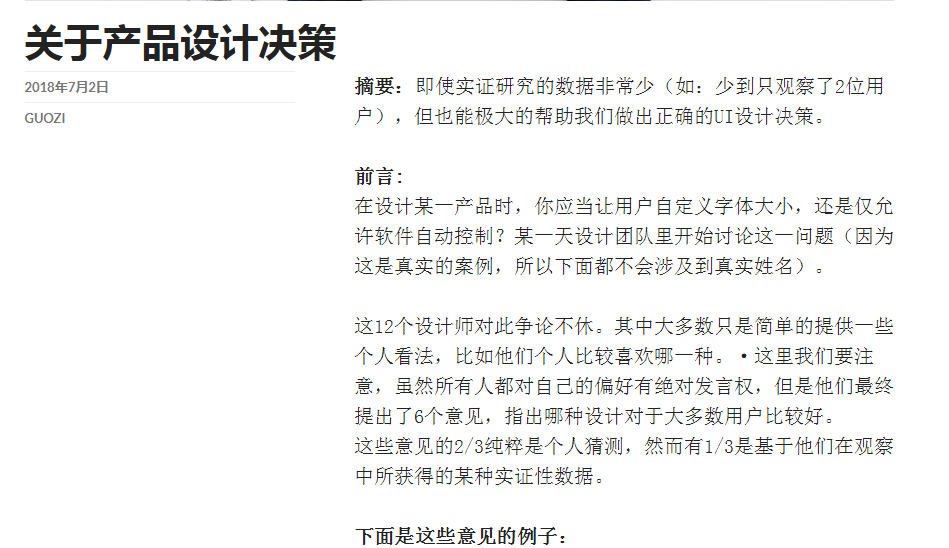 关于产品设计决策
2018年7月2日
GUOZI
摘要：即使实证研究的数据非常少（如：少到只观察了2位用
户），但也能极大的帮助我们做出正确的UI设计决策。
前言：
在设计某一产品时，你应当让用户自定义字体大小，还是仅允
许软件自动控制？某一天设计团队里开始讨论这一问题（因为
这是真实的案例，所以下面都不会涉及到真实姓名）。
这12个设计师对此争论不休。其中大多数只是简单的提供一些
个人看法，比如他们个人比较喜欢哪一种。·这里我们要注
意，虽然所有人都对自己的偏好有绝对发言权，但是他们最终
提出了6个意见，指出哪种设计对于大多数用户比较好。
这些意见的2/3纯粹是个人猜测，然而有1/3是基于他们在观察
中所获得的某种实证性数据。
下面是这些意见的例子：